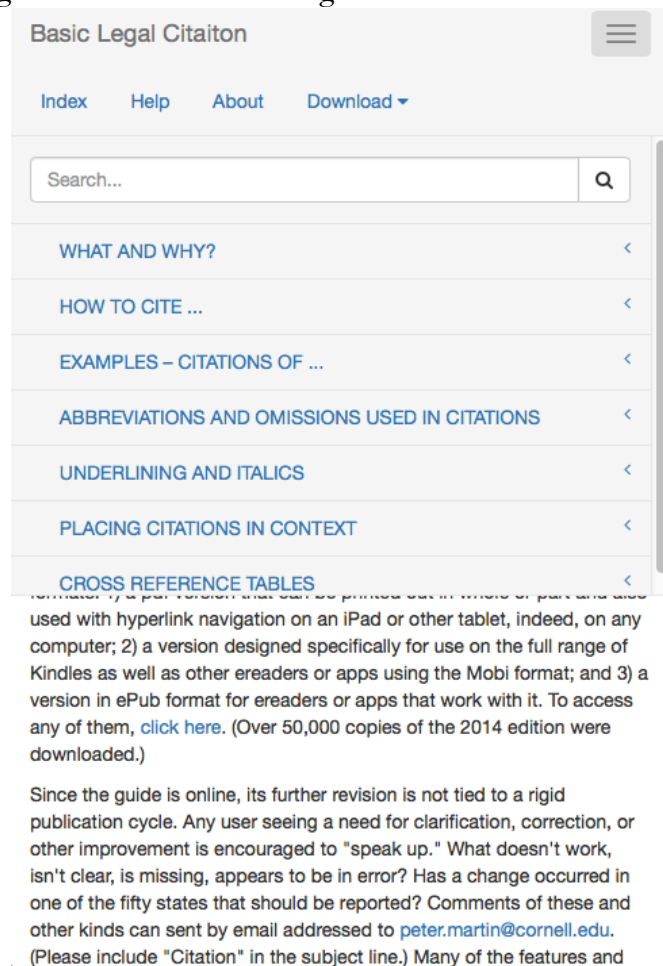 Basic Legal Citaiton
Index Help About Download
Search...
WHAT AND WHY?
HOW TO CITE ...
EXAMPLES – CITATIONS OF ...
ABBREVIATIONS AND OMISSIONS USED IN CITATIONS
UNDERLINING AND ITALICS
PLACING CITATIONS IN CONTEXT
CROSS REFERENCE TABLES
used with hyperlink navigation on an iPad or other tablet, indeed, on any
computer; 2) a version designed specifically for use on the full range of
Kindles as well as other ereaders or apps using the Mobi format; and 3) a
version in ePub format for ereaders or apps that work with it. To access
any of them, click here. (Over 50,000 copies of the 2014 edition were
downloaded.)
Since the guide is online, its further revision is not tied to a rigid
publication cycle. Any user seeing a need for clarification, correction, or
other improvement is encouraged to "speak up." What doesn't work,
isn't clear, is missing, appears to be in error? Has a change occurred in
one of the fifty states that should be reported? Comments of these and
other kinds can sent by email addressed to peter.martin@cornell.edu.
(Please include "Citation" in the subject line.) Many of the features and